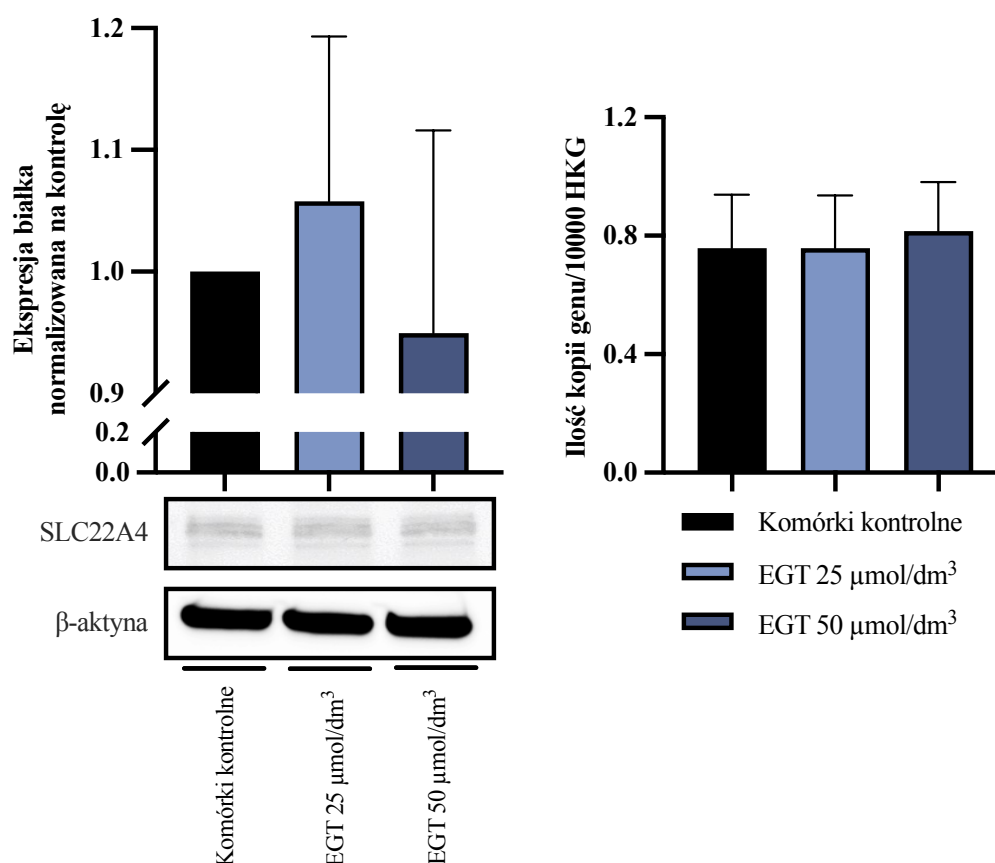 Ekspresja białka
normalizowana na kontrolę
1.2
1.1
1.0
0.9
0.2
0.0
SLC22A4
β-aktyna
Komórki kontrolne
EGT 25 μmol/dm³
EGT 50 μmol/dm³
Ilość kopii genu/10000 HKG
1.2
0.8
0.4
0.0
Komórki kontrolne
EGT 25 μmol/dm³
EGT 50 μmol/dm³